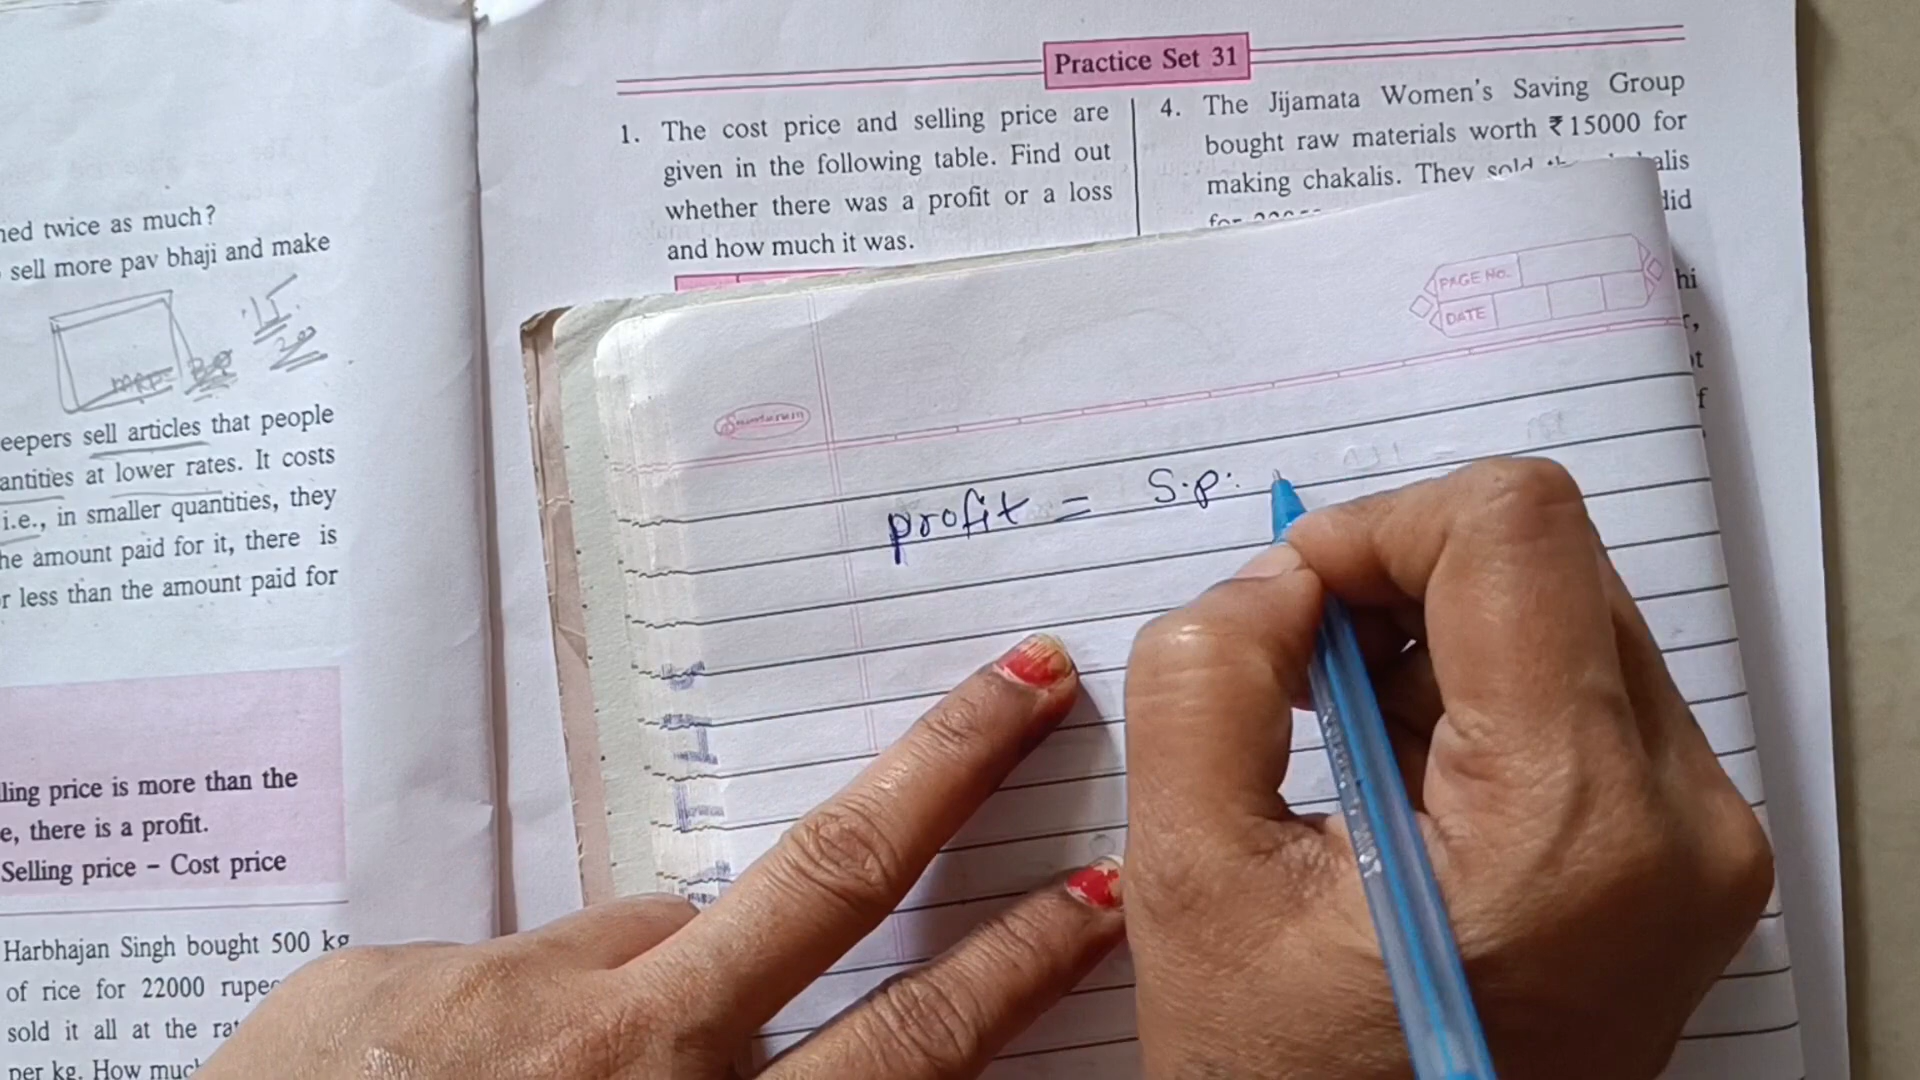 ned twice as much?
sell more pav bhaji and make
15.
20
MRP=
eepers sell articles that people
antities at lower rates. It costs
i.e., in smaller quantities, they
he amount paid for it, there is
r less than the amount paid for
ling price is more than the
e, there is a profit.
Selling price – Cost price
Harbhajan Singh bought 500 kg
of rice for 22000
sold it all at the
per kg. How
Practice Set 31
1. The cost price and selling price are
given in the following table. Find out
whether there was a profit or a loss
and how much it was.
4. The Jijamata Women's Saving Group
bought raw materials worth ₹15000 for
making chakalis. They sold
did
hi
PAGE No.
DATE
Sundaram
profit = S.p.